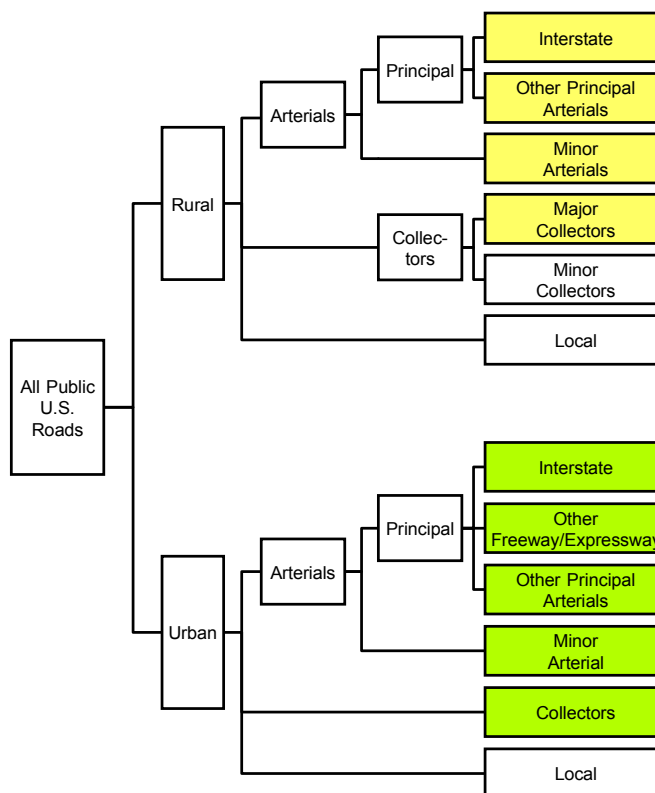 Interstate
Principal
Other Principal
Arterials
Arterials
Minor
Arterials
Rural
Major
Collectors
Collec-
tors
Minor
Collectors
Local
All Public
U.S.
Roads
Interstate
Principal
Other
Freeway/Expressway
Arterials
Other Principal
Arterials
Urban
Minor
Arterial
Collectors
Local